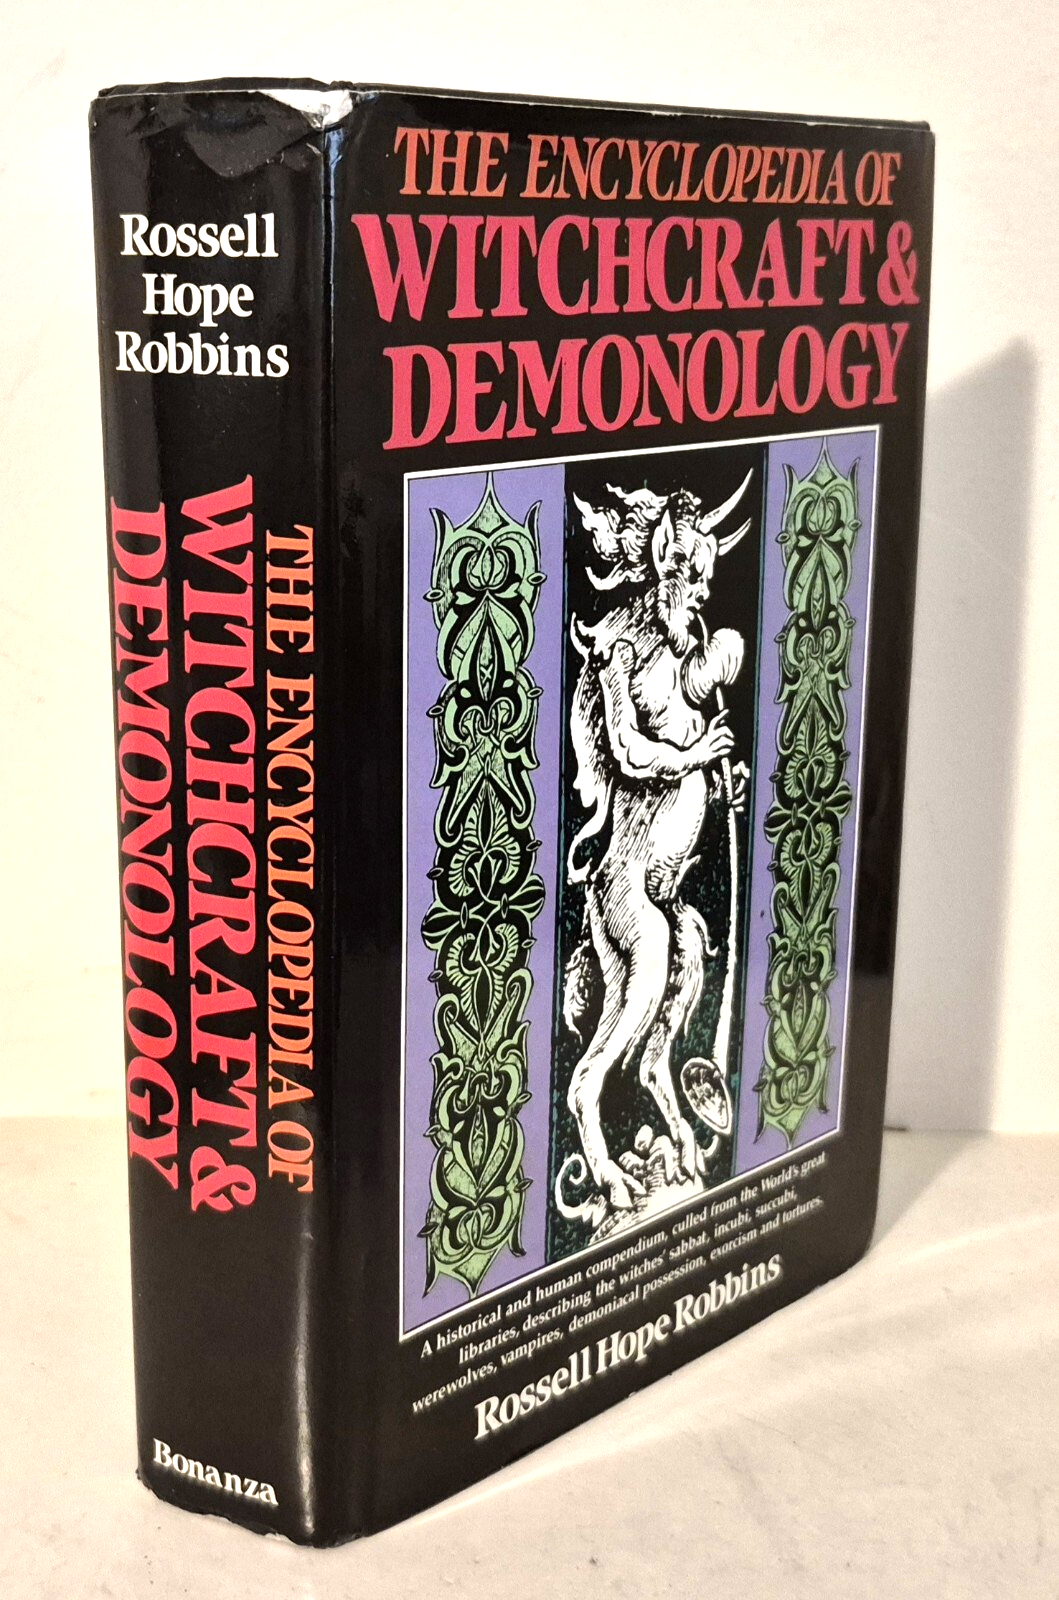 Rossell
Hope
Robbins
THE ENCYCLOPEDIA OF
WITCHCRAFT &
DEMONOLOGY
Bonanza
THE ENCYCLOPEDIA OF
WITCHCRAFT &
DEMONOLOGY
A historical and human compendium, culled from the World's great
libraries, describing the witches' sabbat, incubi, succubi,
werewolves, vampires, demoniacal possession, exorcism and tortures.
Rossell Hope Robbins